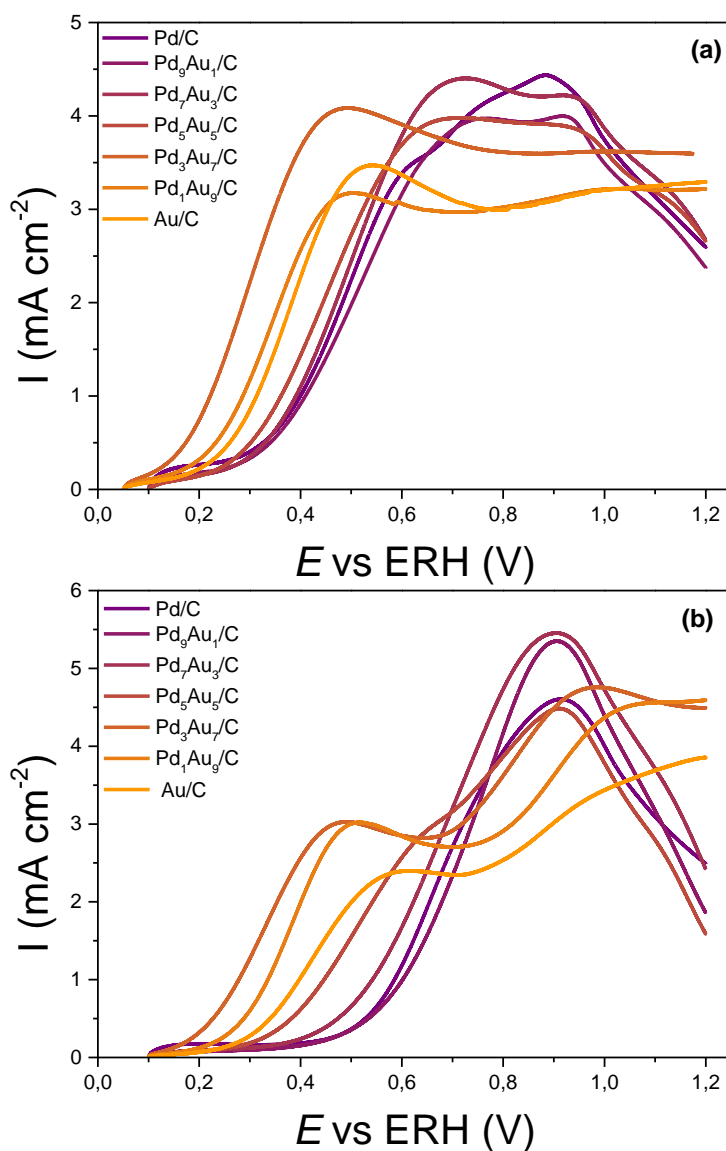 (a)
Pd/C
Pd₉Au₁/C
Pd₇Au₃/C
Pd₅Au₅/C
Pd₃Au₇/C
Pd₁Au₉/C
Au/C
5
4
3
2
1
0
I (mA cm⁻²)
0,0 0,2 0,4 0,6 0,8 1,0 1,2
E vs ERH (V)
(b)
Pd/C
Pd₉Au₁/C
Pd₇Au₃/C
Pd₅Au₅/C
Pd₃Au₇/C
Pd₁Au₉/C
Au/C
6
5
4
3
2
1
0
I (mA cm⁻²)
0,0 0,2 0,4 0,6 0,8 1,0 1,2
E vs ERH (V)